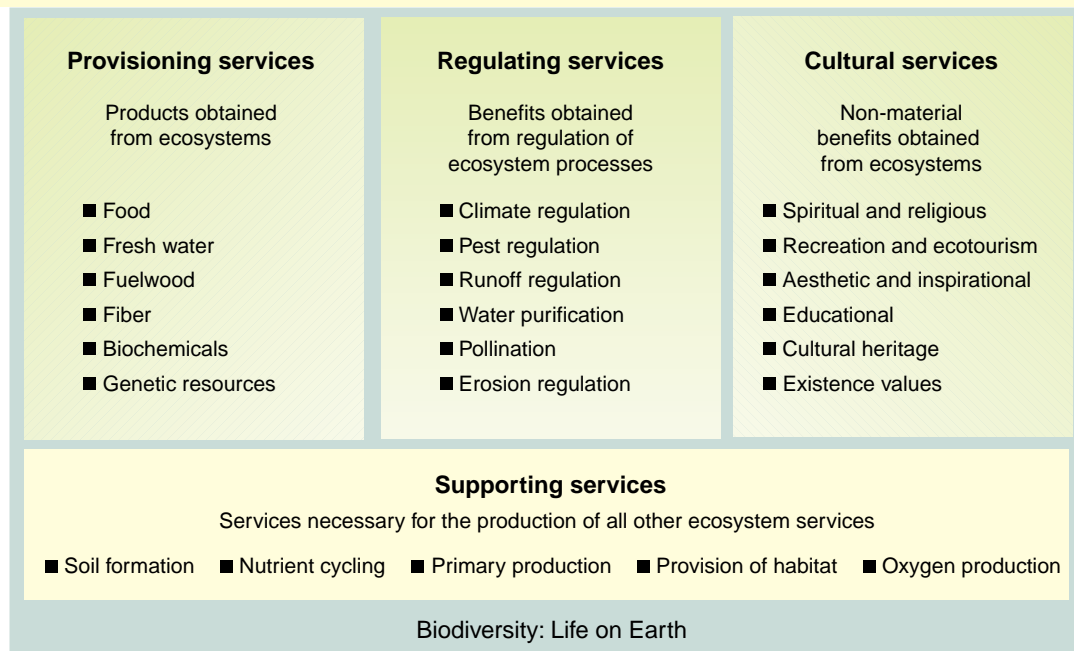 Provisioning services
Products obtained
from ecosystems
■ Food
■ Fresh water
■ Fuelwood
■ Fiber
■ Biochemicals
■ Genetic resources
Regulating services
Benefits obtained
from regulation of
ecosystem processes
■ Climate regulation
■ Pest regulation
■ Runoff regulation
■ Water purification
■ Pollination
■ Erosion regulation
Cultural services
Non-material
benefits obtained
from ecosystems
■ Spiritual and religious
■ Recreation and ecotourism
■ Aesthetic and inspirational
■ Educational
■ Cultural heritage
■ Existence values
Supporting services
Services necessary for the production of all other ecosystem services
■ Soil formation ■ Nutrient cycling ■ Primary production ■ Provision of habitat ■ Oxygen production
Biodiversity: Life on Earth